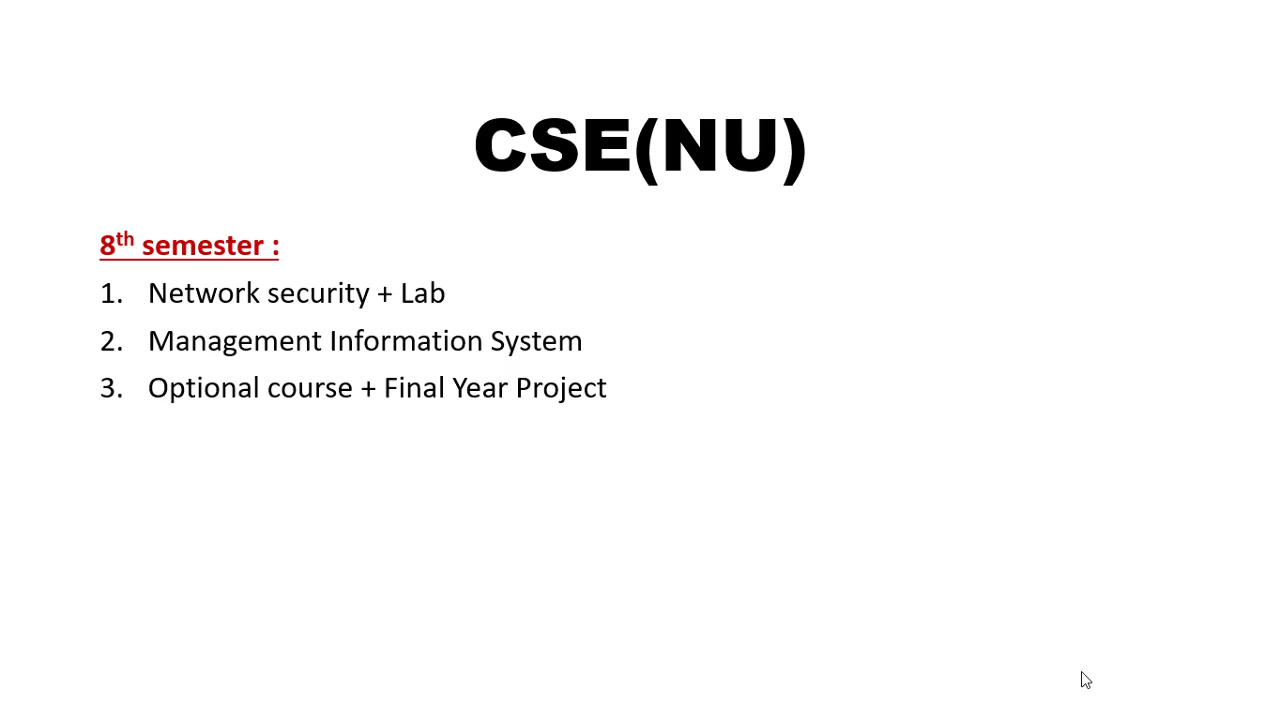 CSE(NU)
8th semester :
1. Network security + Lab
2. Management Information System
3. Optional course + Final Year Project